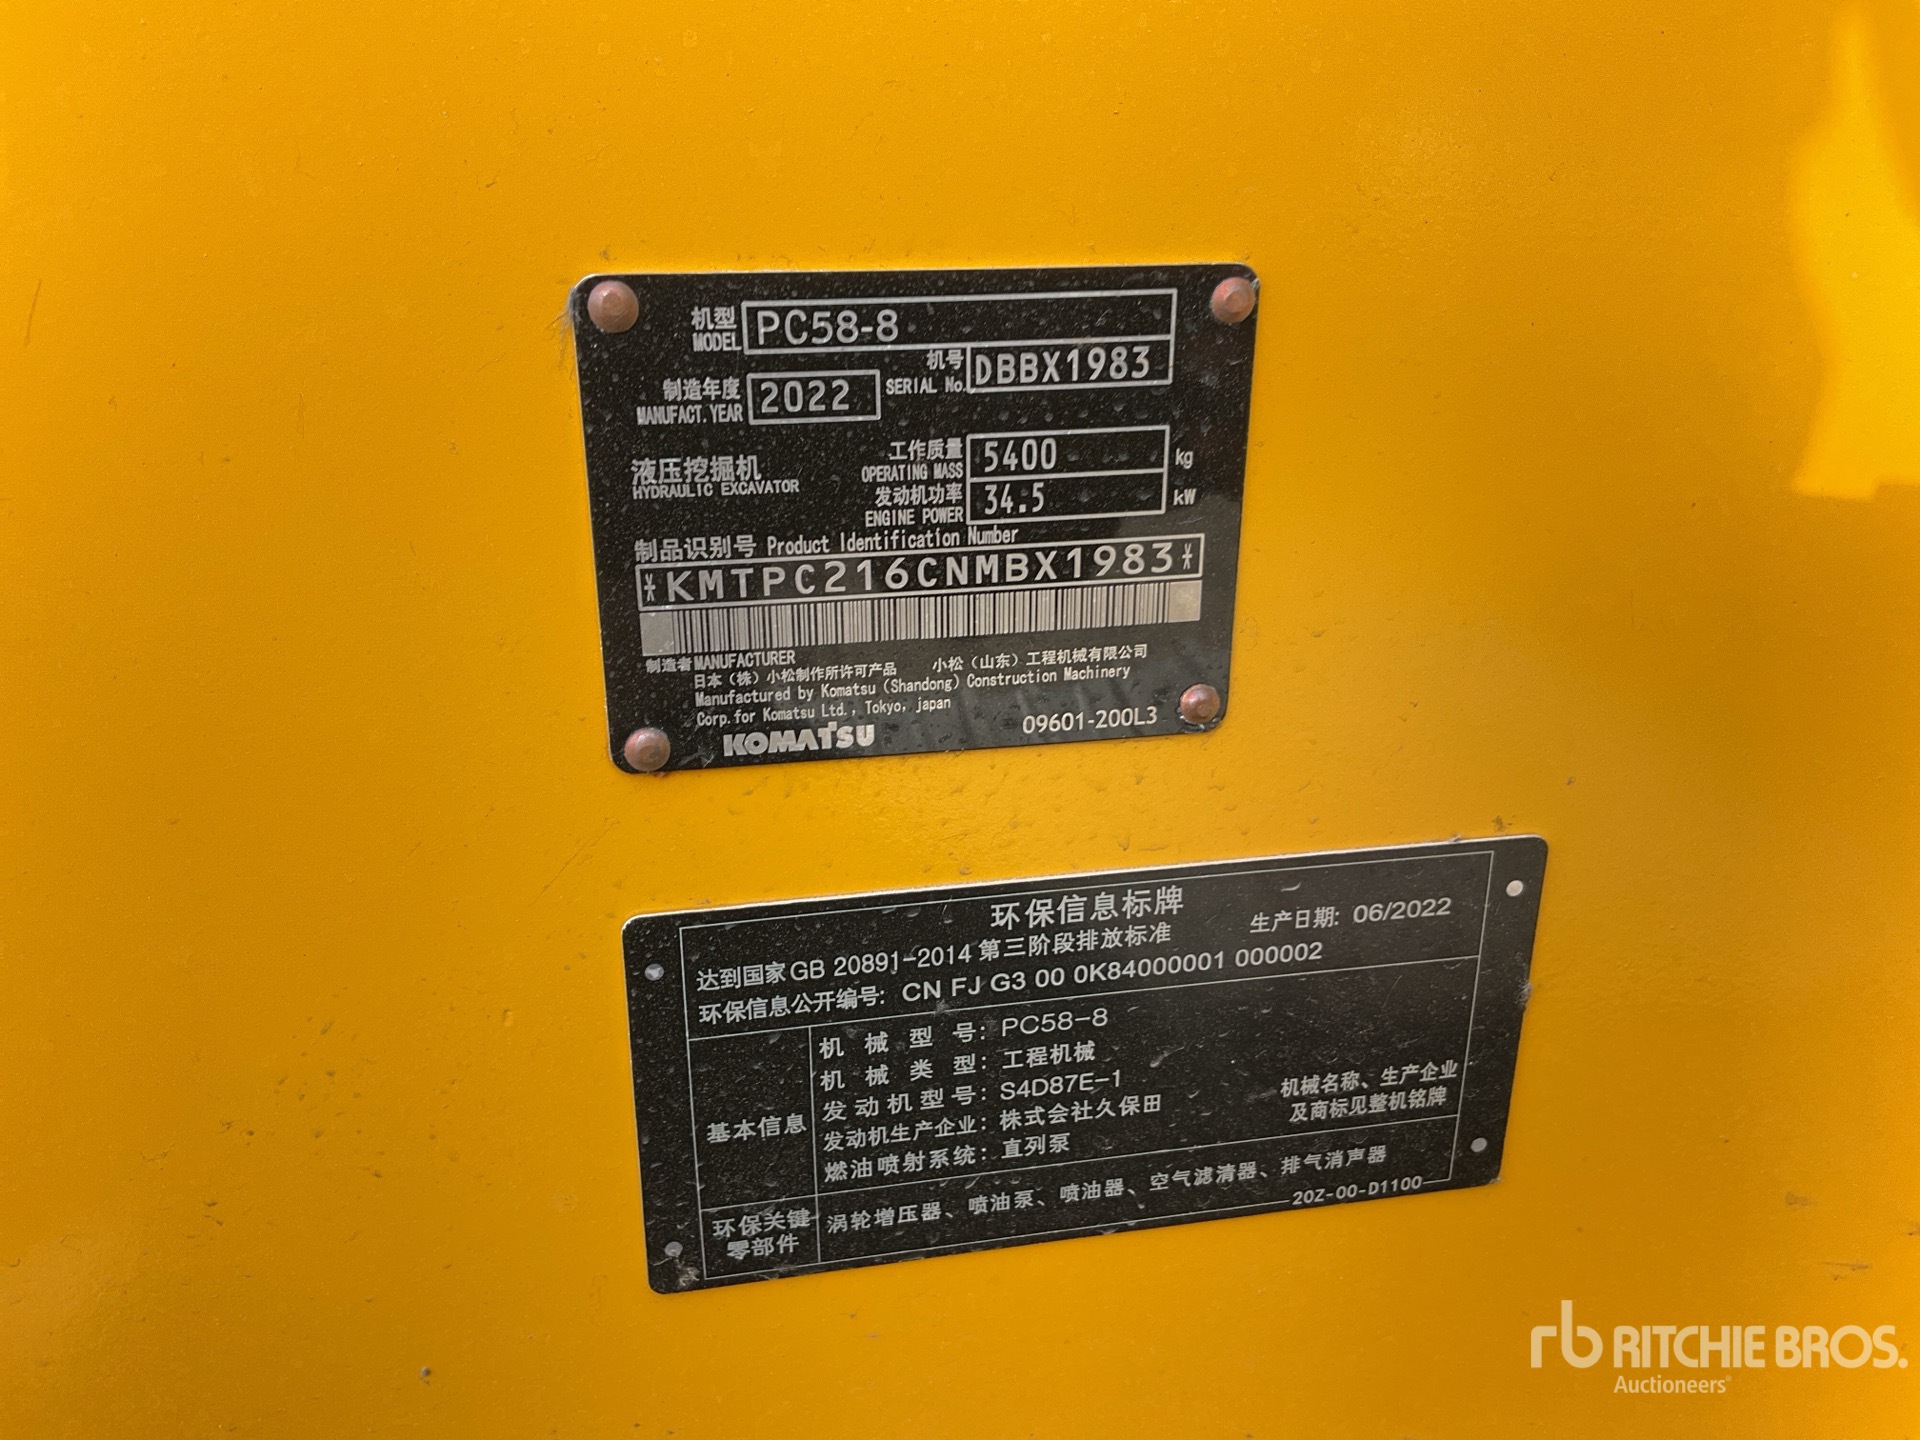 机型 PC58-8
MODEL
机号 DBBX1983
SERIAL No.
制造年度 2022
MANUFACT. YEAR
工作质量 5400 kg
OPERATING MASS
液压挖掘机
HYDRAULIC EXCAVATOR
发动机功率 34.5 kW
ENGINE POWER
制品识别号 Product Identification Number
*KMTPC216CNMBX1983*
制造者 MANUFACTURER
日本（株）小松制作所许可产品 小松（山东）工程机械有限公司
Manufactured by Komatsu (Shandong) Construction Machinery
Corp. for Komatsu Ltd., Tokyo, japan
KOMATSU 09601-200L3
环保信息标牌
达到国家GB 20891-2014 第三阶段排放标准 生产日期: 06/2022
环保信息公开编号: CN FJ G3 00 0K84000001 000002
基本信息
机械型号: PC58-8
机械类型: 工程机械
发动机型号: S4D87E-1
发动机生产企业: 株式会社久保田
燃油喷射系统: 直列泵
机械名称、生产企业
及商标见整机铭牌
环保关键
零部件
涡轮增压器、喷油泵、喷油器、空气滤清器、排气消声器
20Z-00-D1100
rb RITCHIE BROS.
Auctioneers